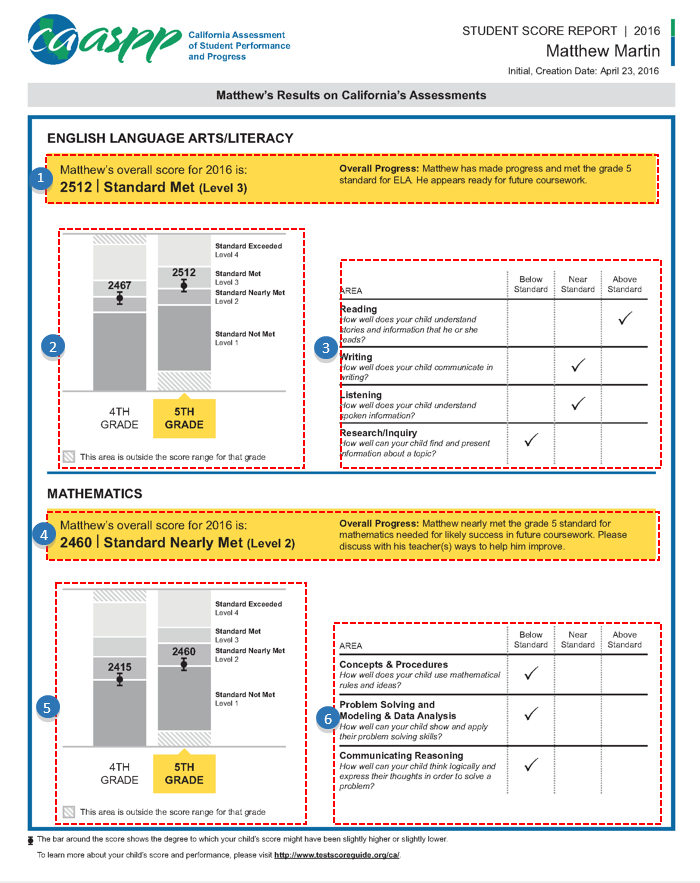 caaspp
California Assessment
of Student Performance
and Progress
STUDENT SCORE REPORT | 2016
Matthew Martin
Initial, Creation Date: April 23, 2016
Matthew's Results on California's Assessments
ENGLISH LANGUAGE ARTS/LITERACY
1
Matthew's overall score for 2016 is:
2512 | Standard Met (Level 3)
Overall Progress: Matthew has made progress and met the grade 5
standard for ELA. He appears ready for future coursework.
2
2467
2512
Standard Exceeded
Level 4
Standard Met
Level 3
Standard Nearly Met
Level 2
Standard Not Met
Level 1
4TH
GRADE
5TH
GRADE
This area is outside the score range for that grade
3
AREA
Below
Standard
Near
Standard
Above
Standard
Reading
How well does your child understand
stories and information that he or she
reads?
Writing
How well does your child communicate in
writing?
Listening
How well does your child understand
spoken information?
Research/Inquiry
How well can your child find and present
information about a topic?
MATHEMATICS
4
Matthew's overall score for 2016 is:
2460 | Standard Nearly Met (Level 2)
Overall Progress: Matthew nearly met the grade 5 standard for
mathematics needed for likely success in future coursework. Please
discuss with his teacher(s) ways to help him improve.
5
2415
2460
Standard Exceeded
Level 4
Standard Met
Level 3
Standard Nearly Met
Level 2
Standard Not Met
Level 1
4TH
GRADE
5TH
GRADE
This area is outside the score range for that grade
6
AREA
Below
Standard
Near
Standard
Above
Standard
Concepts & Procedures
How well does your child use mathematical
rules and ideas?
Problem Solving and
Modeling & Data Analysis
How well can your child show and apply
their problem solving skills?
Communicating Reasoning
How well can your child think logically and
express their thoughts in order to solve a
problem?
The bar around the score shows the degree to which your child's score might have been slightly higher or slightly lower.
To learn more about your child's score and performance, please visit http://www.testscoreguide.org/ca/.